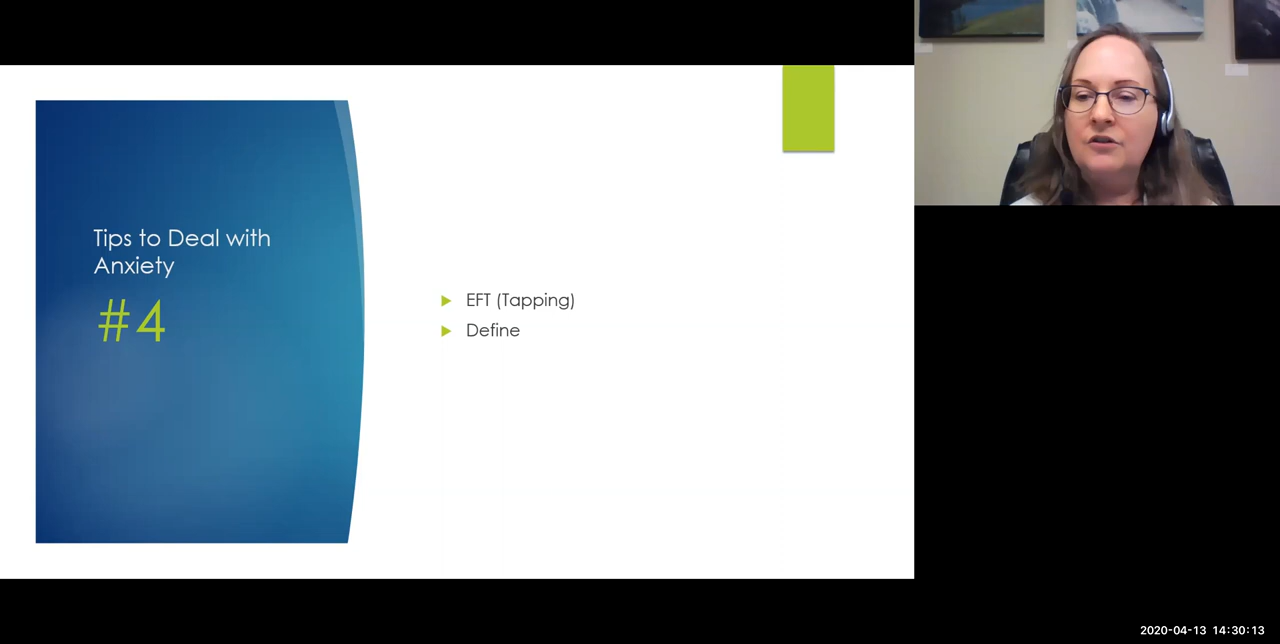 Tips to Deal with
Anxiety
#4
EFT (Tapping)
Define
2020-04-13 14:30:13